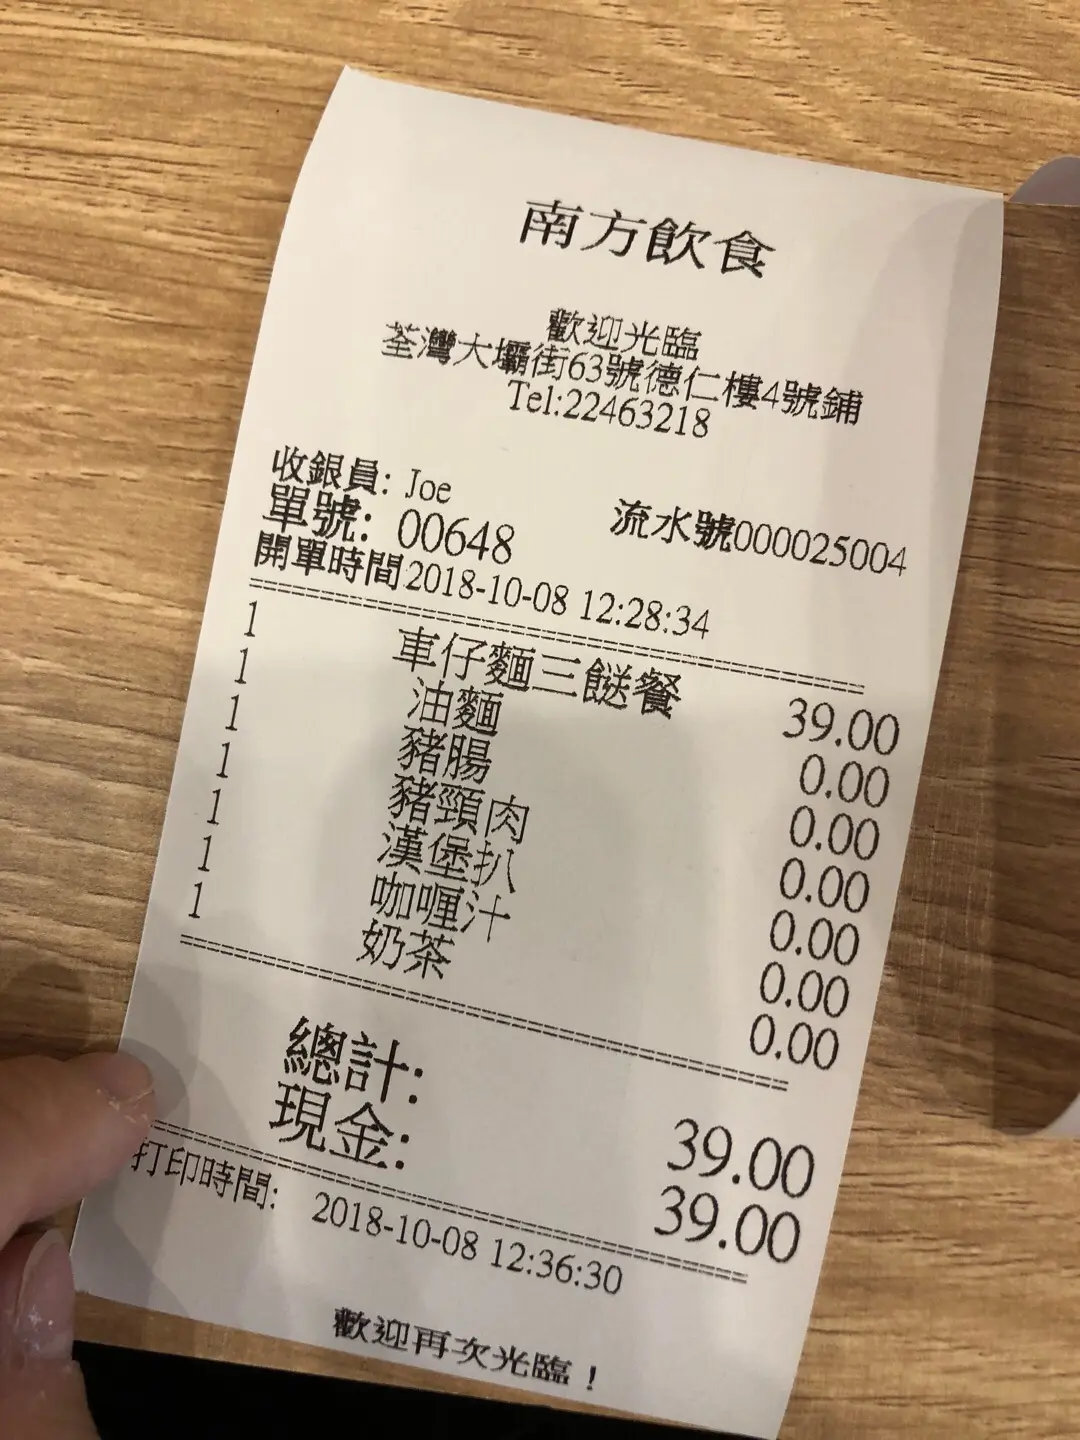 南方飲食
歡迎光臨
荃灣大壩街63號德仁樓4號鋪
Tel:22463218
收銀員: Joe
單號: 00648 流水號000025004
開單時間 2018-10-08 12:28:34
1 車仔麵三餸餐 39.00
1 油麵 0.00
1 豬腸 0.00
1 豬頸肉 0.00
1 漢堡扒 0.00
1 咖喱汁 0.00
1 奶茶 0.00
總計: 39.00
現金: 39.00
打印時間: 2018-10-08 12:36:30
歡迎再次光臨！